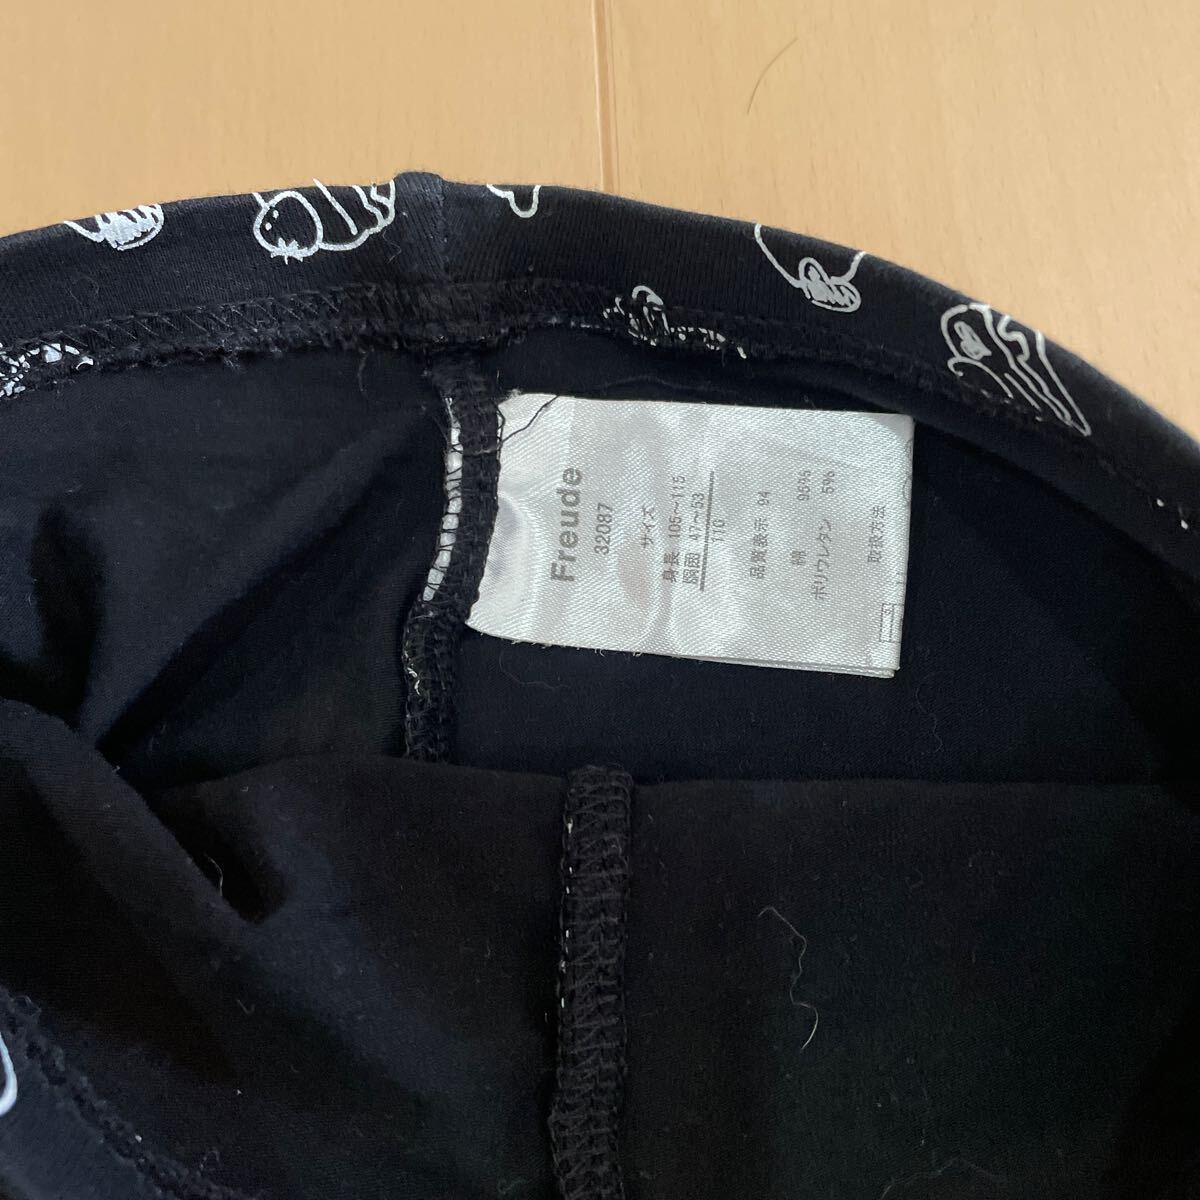 Freude
32087
サイズ
身長 105~115
胴囲 47~53
110
品質表示 94
綿 95%
ポリウレタン 5%
取扱方法